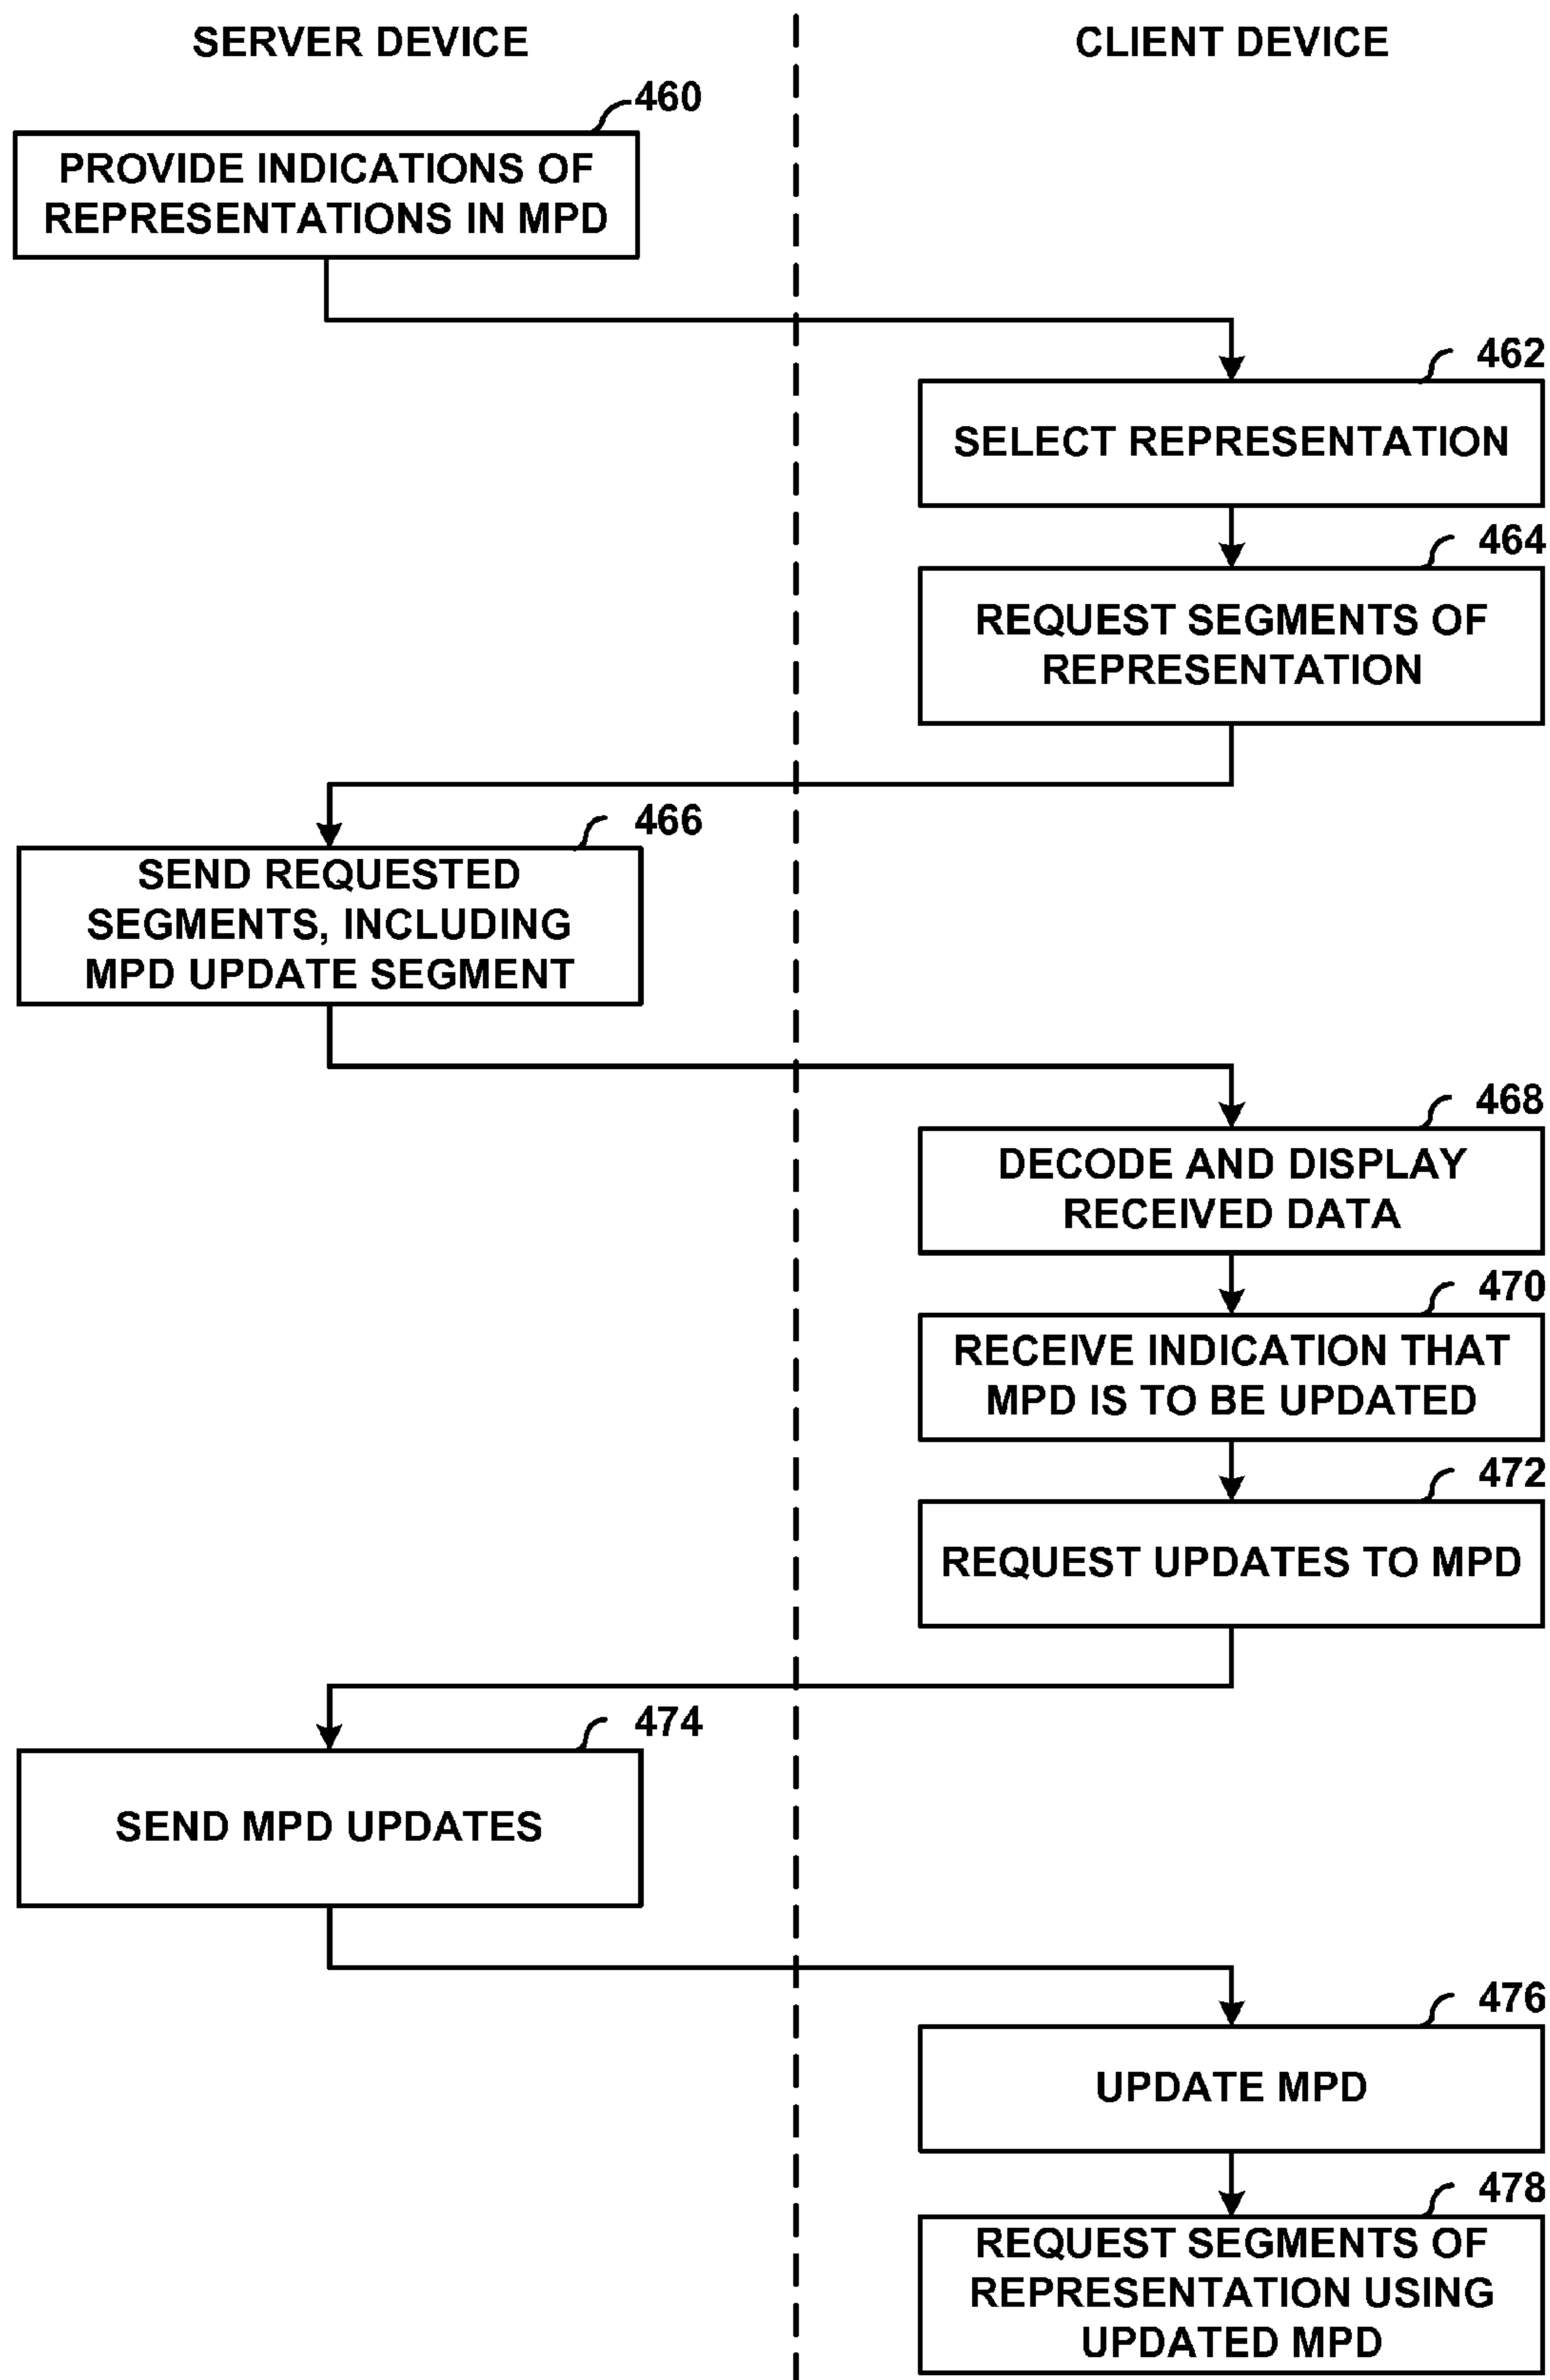 SERVER DEVICE
CLIENT DEVICE
460
PROVIDE INDICATIONS OF
REPRESENTATIONS IN MPD
462
SELECT REPRESENTATION
464
REQUEST SEGMENTS OF
REPRESENTATION
466
SEND REQUESTED
SEGMENTS, INCLUDING
MPD UPDATE SEGMENT
468
DECODE AND DISPLAY
RECEIVED DATA
470
RECEIVE INDICATION THAT
MPD IS TO BE UPDATED
472
REQUEST UPDATES TO MPD
474
SEND MPD UPDATES
476
UPDATE MPD
478
REQUEST SEGMENTS OF
REPRESENTATION USING
UPDATED MPD